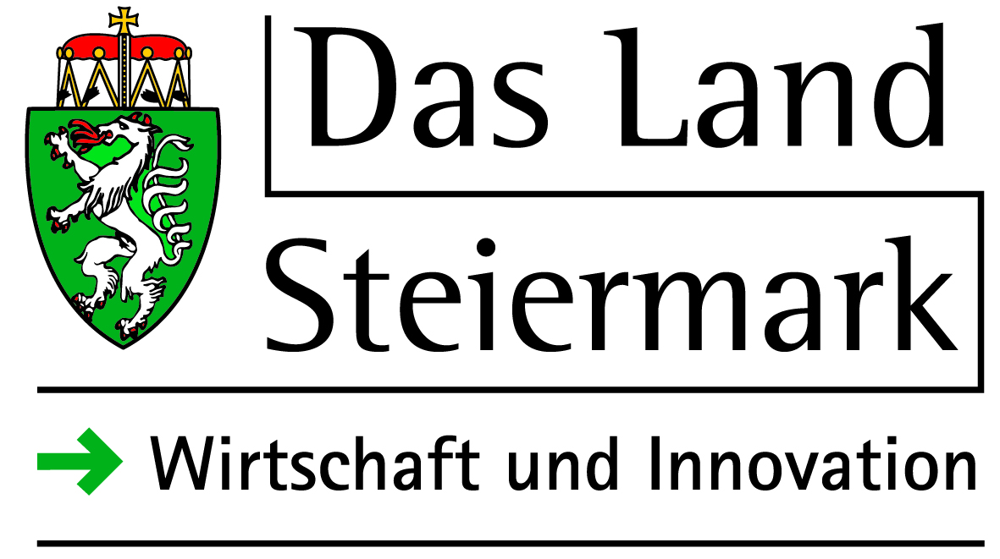 Das Land
Steiermark
Wirtschaft und Innovation